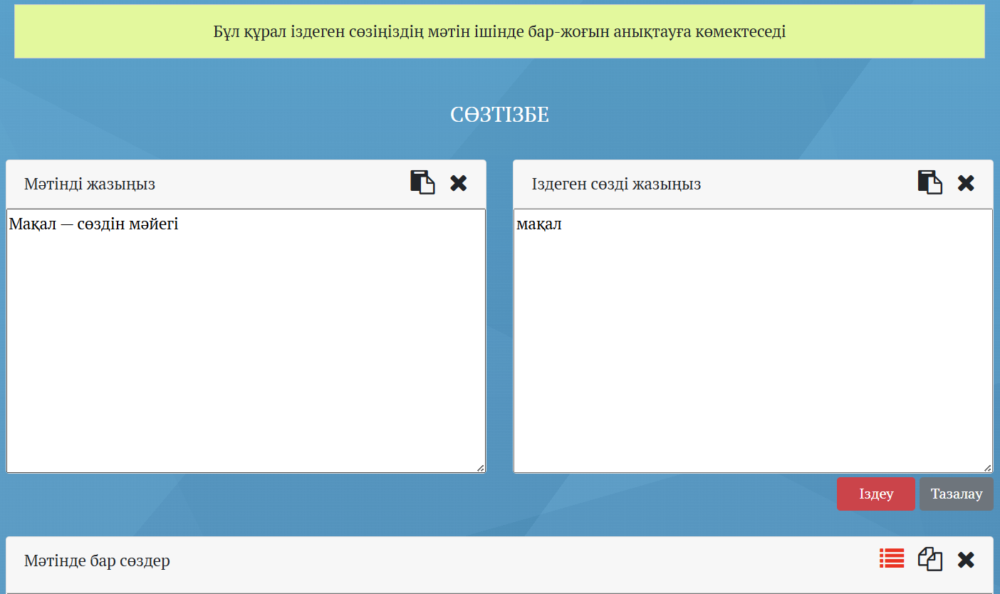 Бұл құрал іздеген сөзіңіздің мәтін ішінде бар-жоғын анықтауға көмектеседі
СӨЗТІЗБЕ
Мәтінді жазыңыз
Мақал — сөздін мәйегі
Іздеген сөзді жазыңыз
мақал
Іздеу
Тазалау
Мәтінде бар сөздер